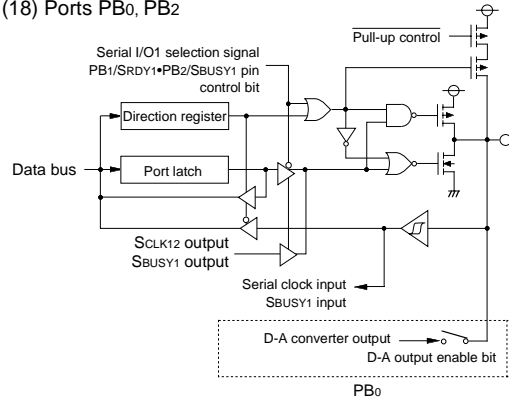 (18) Ports PB0, PB2
Pull-up control
Serial I/O1 selection signal
PB1/SRDY1•PB2/SBUSY1 pin
control bit
Direction register
Data bus
Port latch
SCLK12 output
SBUSY1 output
Serial clock input
SBUSY1 input
D-A converter output
D-A output enable bit
PB0